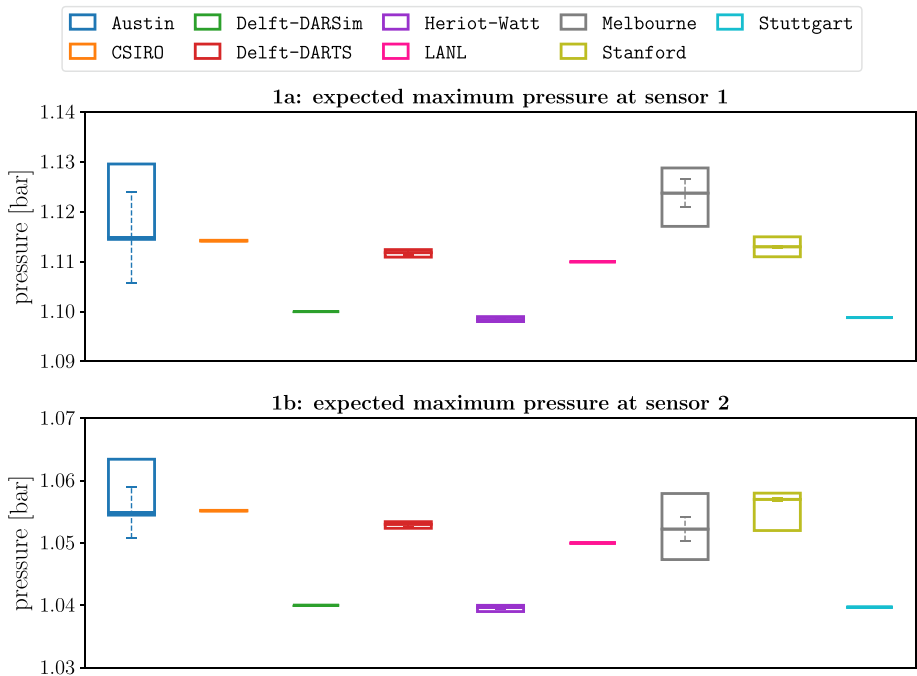 Austin Delft-DARSim Heriot-Watt Melbourne Stuttgart
CSIRO Delft-DARTS LANL Stanford
1a: expected maximum pressure at sensor 1
1.14
1.13
1.12
1.11
1.10
1.09
pressure [bar]
1b: expected maximum pressure at sensor 2
1.07
1.06
1.05
1.04
1.03
pressure [bar]